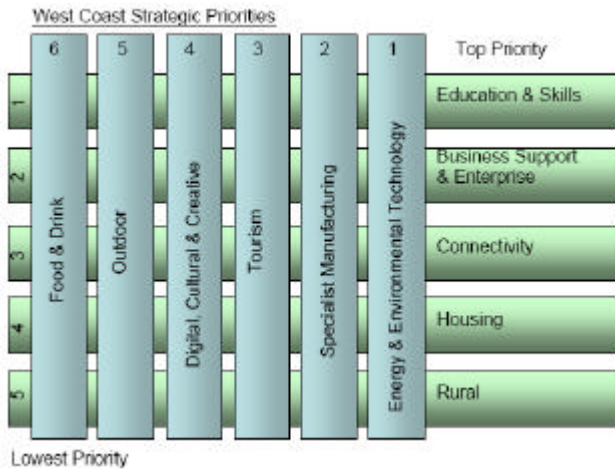 West Coast Strategic Priorities
6 5 4 3 2 1 Top Priority
1 Education & Skills
2 Business Support
& Enterprise
3 Connectivity
4 Housing
5 Rural
Food & Drink
Outdoor
Digital, Cultural & Creative
Tourism
Specialist Manufacturing
Energy & Environmental Technology
Lowest Priority